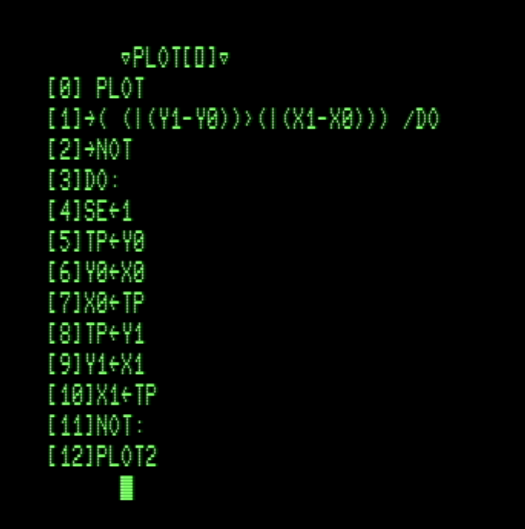 ∇PLOT[⎕]∇
[0] PLOT
[1]→( (|(Y1-Y0))>(|(X1-X0))) /DO
[2]→NOT
[3]DO:
[4]SE←1
[5]TP←Y0
[6]Y0←X0
[7]X0←TP
[8]TP←Y1
[9]Y1←X1
[10]X1←TP
[11]NOT:
[12]PLOT2